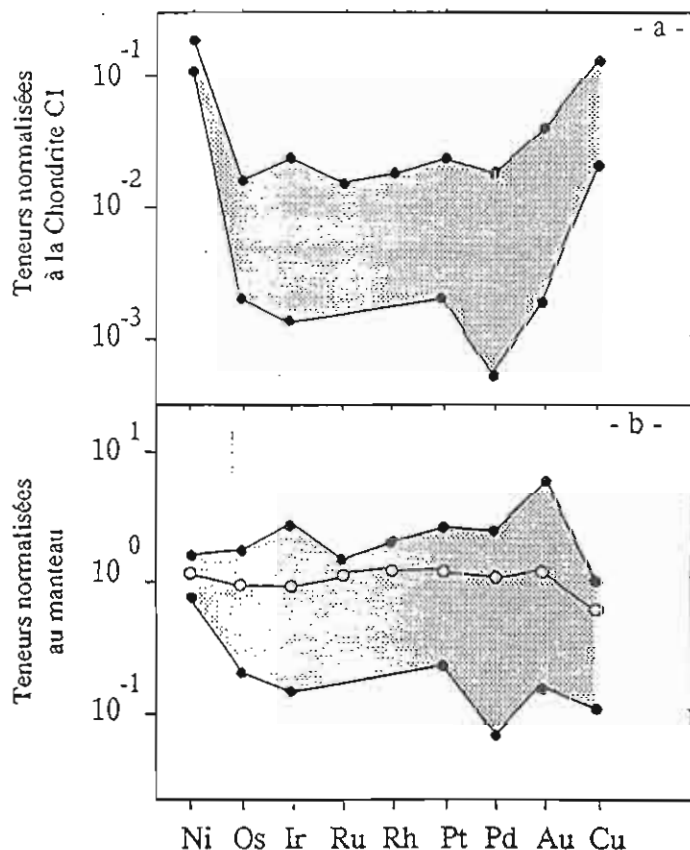 - a -
Teneurs normalisées
à la Chondrite C1
10-1
10-2
10-3
- b -
Teneurs normalisées
au manteau
101
100
0
10-1
Ni Os Ir Ru Rh Pt Pd Au Cu